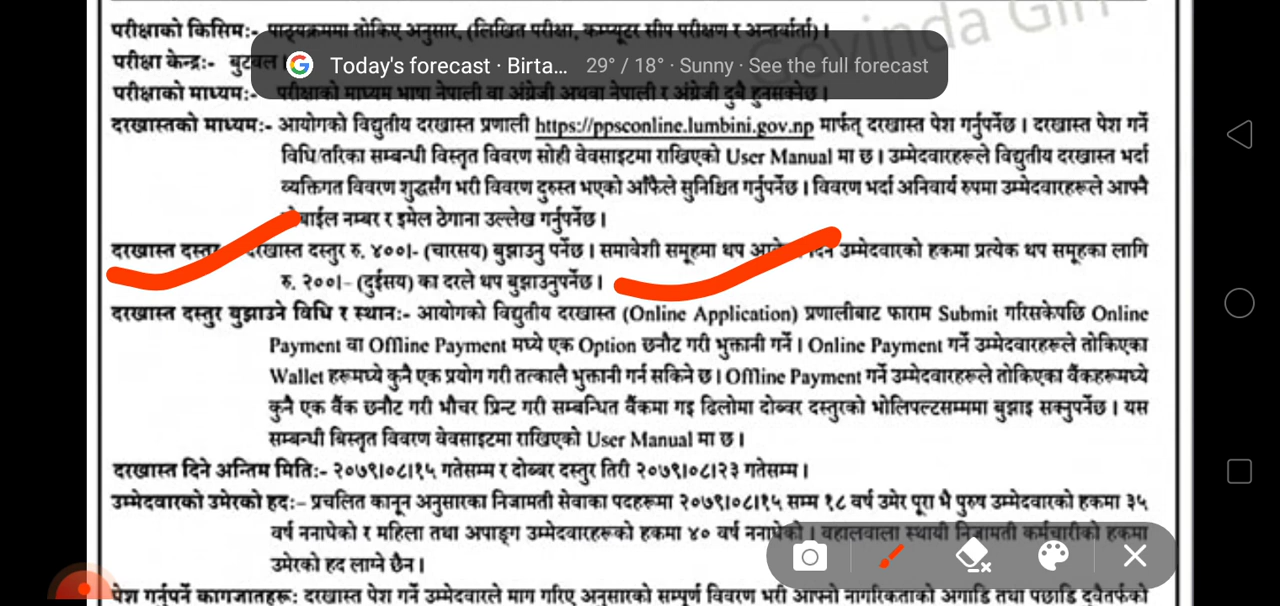 Govinda Giri
परीक्षाको किसिमः- पाठ्यक्रममा तोकिए अनुसार, (लिखित परीक्षा, कम्प्यूटर सीप परीक्षण र अन्तर्वार्ता) ।
परीक्षा केन्द्रः- बुटवल।
Today's forecast · Birta... 29° / 18° · Sunny · See the full forecast
परीक्षाको माध्यमः- परीक्षाको माध्यम भाषा नेपाली वा अंग्रेजी अथवा नेपाली र अंग्रेजी दुबै हुनसक्नेछ ।
दरखास्तको माध्यमः- आयोगको विद्युतीय दरखास्त प्रणाली https://ppsconline.lumbini.gov.np मार्फत् दरखास्त पेश गर्नुपर्नेछ । दरखास्त पेश गर्ने
विधि/तरिका सम्बन्धी विस्तृत विवरण सोही वेवसाइटमा राखिएको User Manual मा छ । उम्मेदवारहरूले विद्युतीय दरखास्त भर्दा
व्यक्तिगत विवरण शुद्धसँग भरी विवरण दुरुस्त भएको आँफैले सुनिश्चित गर्नुपर्नेछ । विवरण भर्दा अनिवार्य रुपमा उम्मेदवारहरूले आफ्नै
मोबाईल नम्बर र इमेल ठेगाना उल्लेख गर्नुपर्नेछ ।
दरखास्त दस्तुर दरखास्त दस्तुर रु. ४००।- (चारसय) बुझाउनु पर्नेछ । समावेशी समूहमा थप दिने उम्मेदवारको हकमा प्रत्येक थप समूहका लागि
रु. २००।- (दुईसय) का दरले थप बुझाउनुपर्नेछ ।
दरखास्त दस्तुर बुझाउने विधि र स्थानः- आयोगको विद्युतीय दरखास्त (Online Application) प्रणालीबाट फाराम Submit गरिसकेपछि Online
Payment वा Offline Payment मध्ये एक Option छनौट गरी भुक्तानी गर्ने । Online Payment गर्ने उम्मेदवारहरूले तोकिएका
Wallet हरूमध्ये कुनै एक प्रयोग गरी तत्कालै भुक्तानी गर्न सकिने छ । Offline Payment गर्ने उम्मेदवारहरूले तोकिएका बैंकहरूमध्ये
कुनै एक बैंक छनौट गरी भौचर प्रिन्ट गरी सम्बन्धित बैंकमा गइ ढिलोमा दोब्बर दस्तुरको भोलिपल्टसम्ममा बुझाइ सक्नुपर्नेछ । यस
सम्बन्धी बिस्तृत विवरण वेवसाइटमा राखिएको User Manual मा छ ।
दरखास्त दिने अन्तिम मितिः- २०७९।०८।१५ गतेसम्म र दोब्बर दस्तुर तिरी २०७९।०८।२३ गतेसम्म ।
उम्मेदवारको उमेरको हदः- प्रचलित कानून अनुसारका निजामती सेवाका पदहरूमा २०७९।०८।१५ सम्म १८ वर्ष उमेर पूरा भै पुरुष उम्मेदवारको हकमा ३५
वर्ष ननाघेको र महिला तथा अपाङ्ग उम्मेदवारहरूको हकमा ४० वर्ष ननाघेको । वहालवाला स्थायी निजामती कर्मचारीको हकमा
उमेरको हद लाग्ने छैन ।
पेश गर्नुपर्ने कागजातहरूः दरखास्त पेश गर्ने उम्मेदवारले माग गरिए अनुसारको सम्पूर्ण विवरण भरी आफ्नो नागरिकताको अगाडि तथा पछाडि दुवैतर्फको